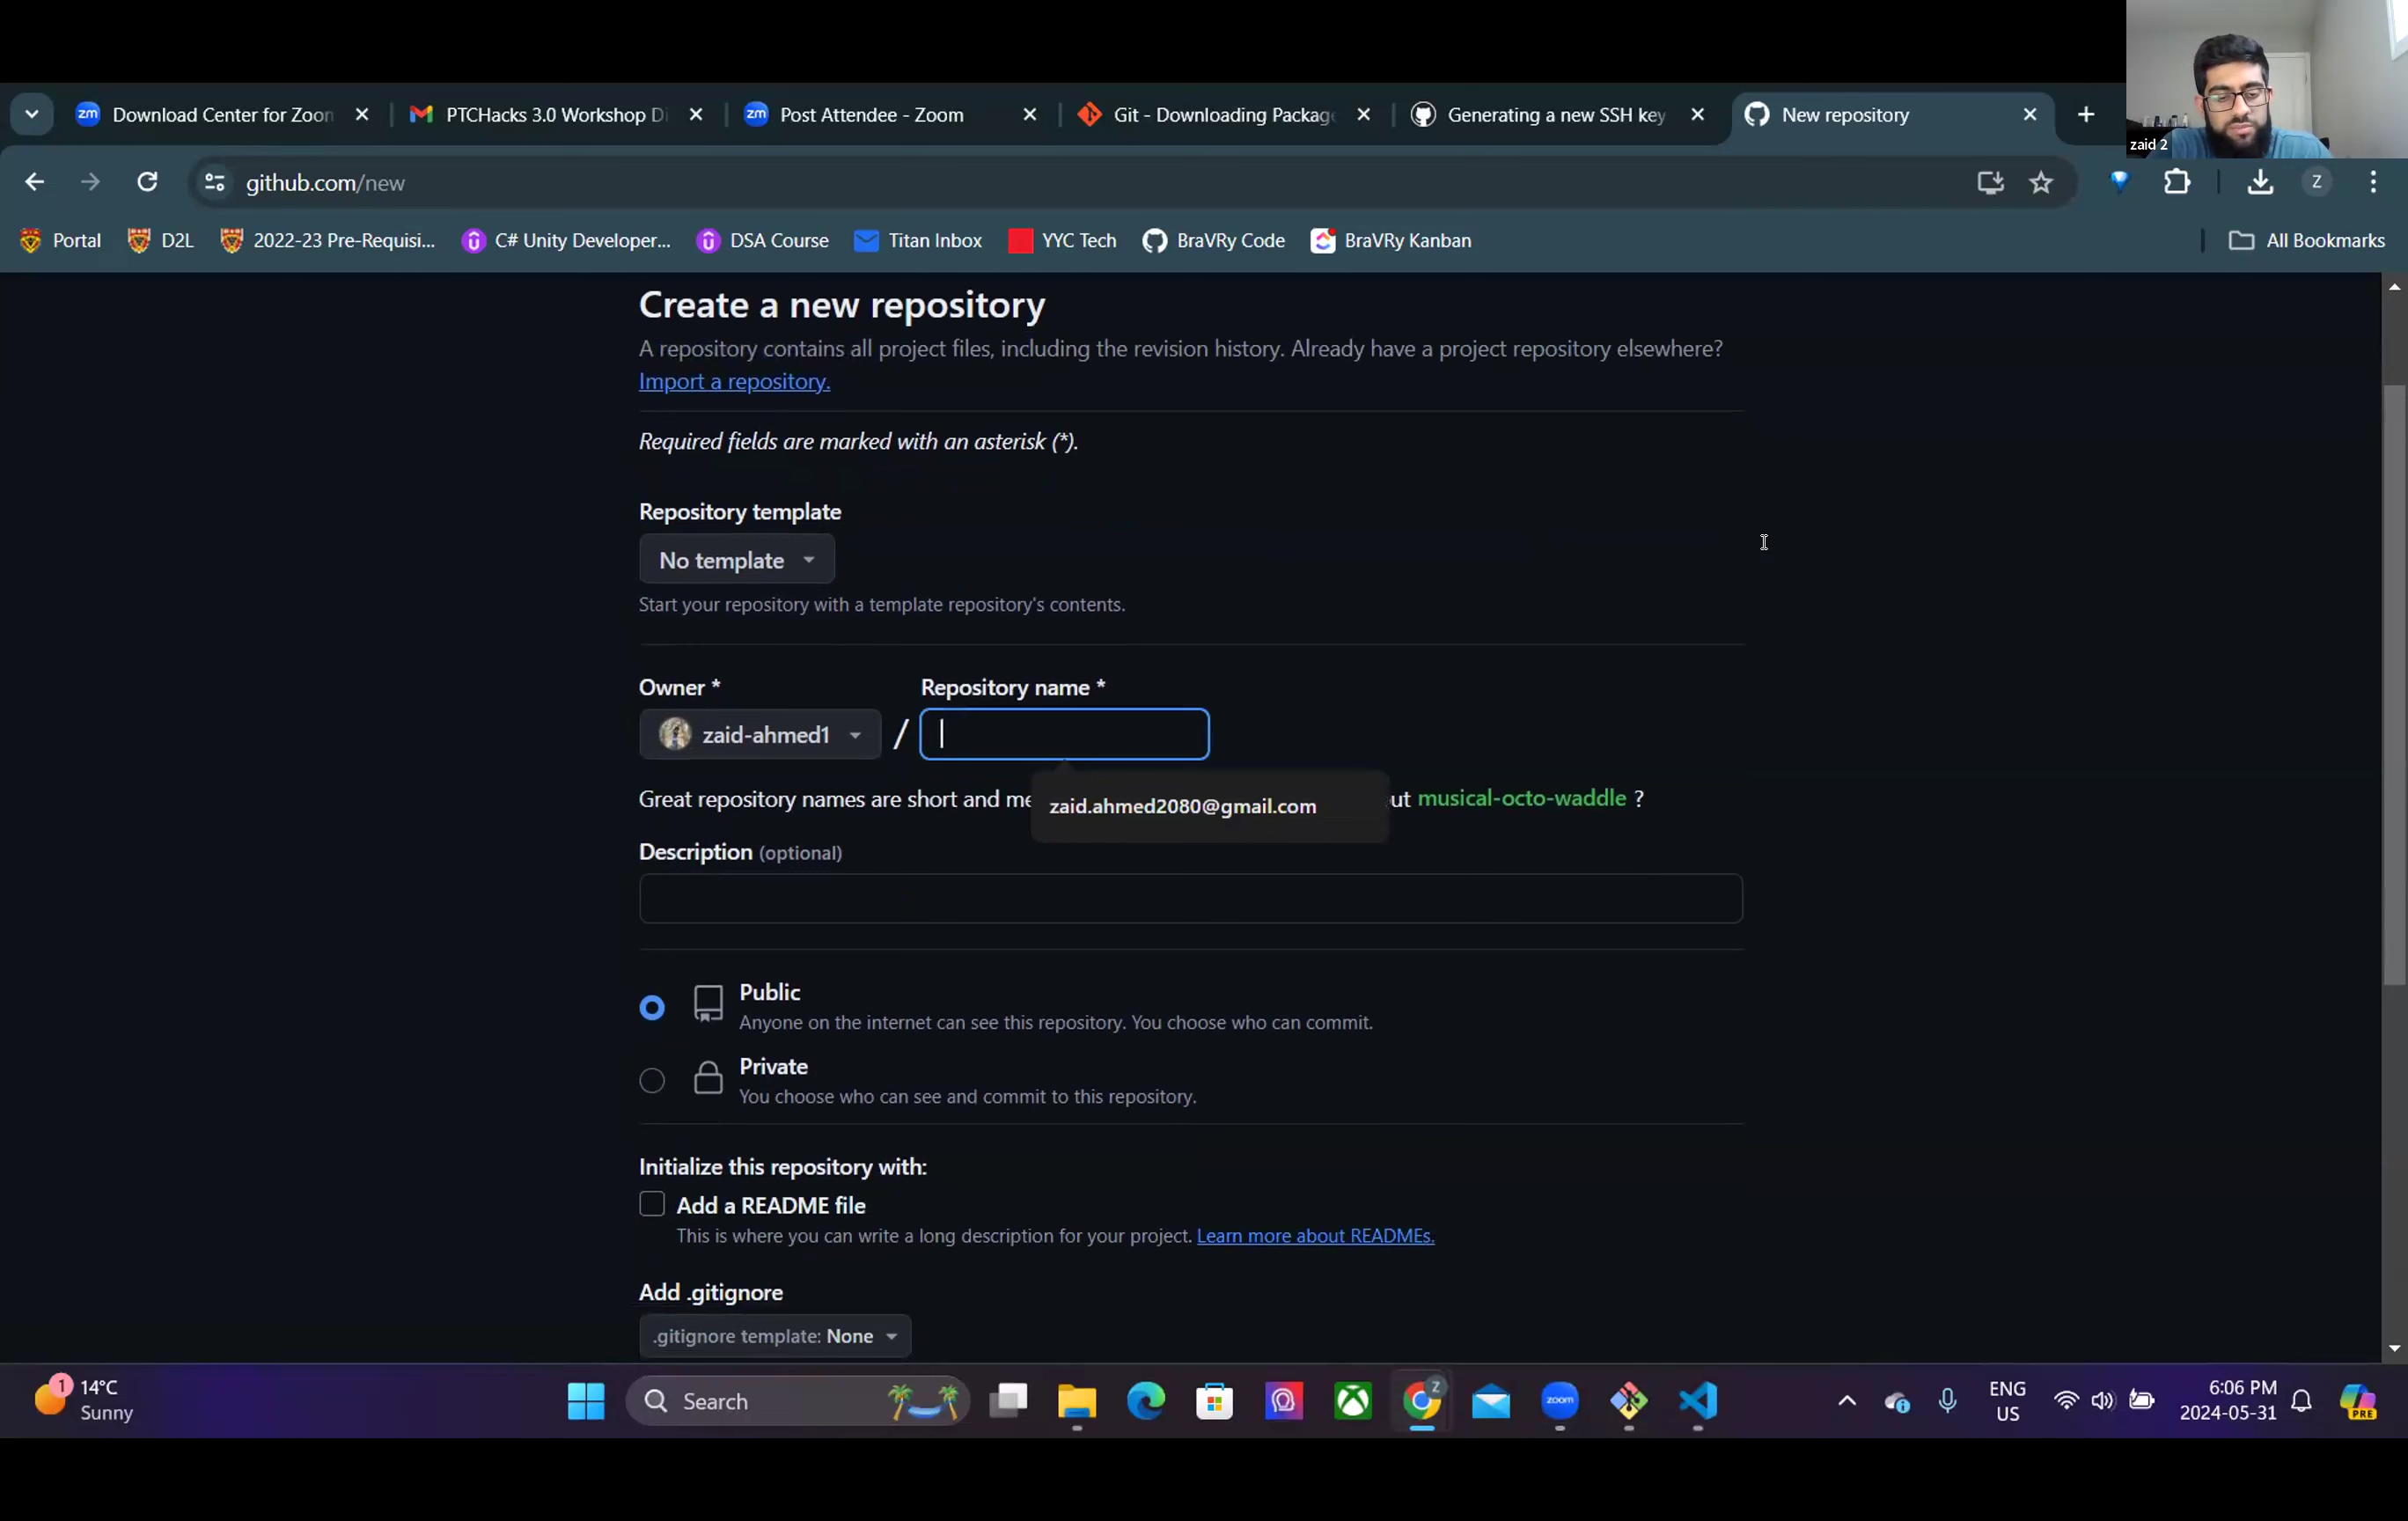 Download Center for Zoom
PTCHacks 3.0 Workshop Di
Post Attendee - Zoom
Git - Downloading Package
Generating a new SSH key
New repository
zaid 2
github.com/new
Z
Portal
D2L
2022-23 Pre-Requisi...
C# Unity Developer...
DSA Course
Titan Inbox
YYC Tech
BraVRy Code
BraVRy Kanban
All Bookmarks
Create a new repository
A repository contains all project files, including the revision history. Already have a project repository elsewhere?
Import a repository.
Required fields are marked with an asterisk (*).
Repository template
No template
Start your repository with a template repository's contents.
Owner *
Repository name *
zaid-ahmed1
/
Great repository names are short and me
zaid.ahmed2080@gmail.com
ut musical-octo-waddle ?
Description (optional)
Public
Anyone on the internet can see this repository. You choose who can commit.
Private
You choose who can see and commit to this repository.
Initialize this repository with:
Add a README file
This is where you can write a long description for your project. Learn more about READMEs.
Add .gitignore
.gitignore template: None
1
14°C
Sunny
Search
Z
zoom
ENG
US
6:06 PM
2024-05-31
PRE